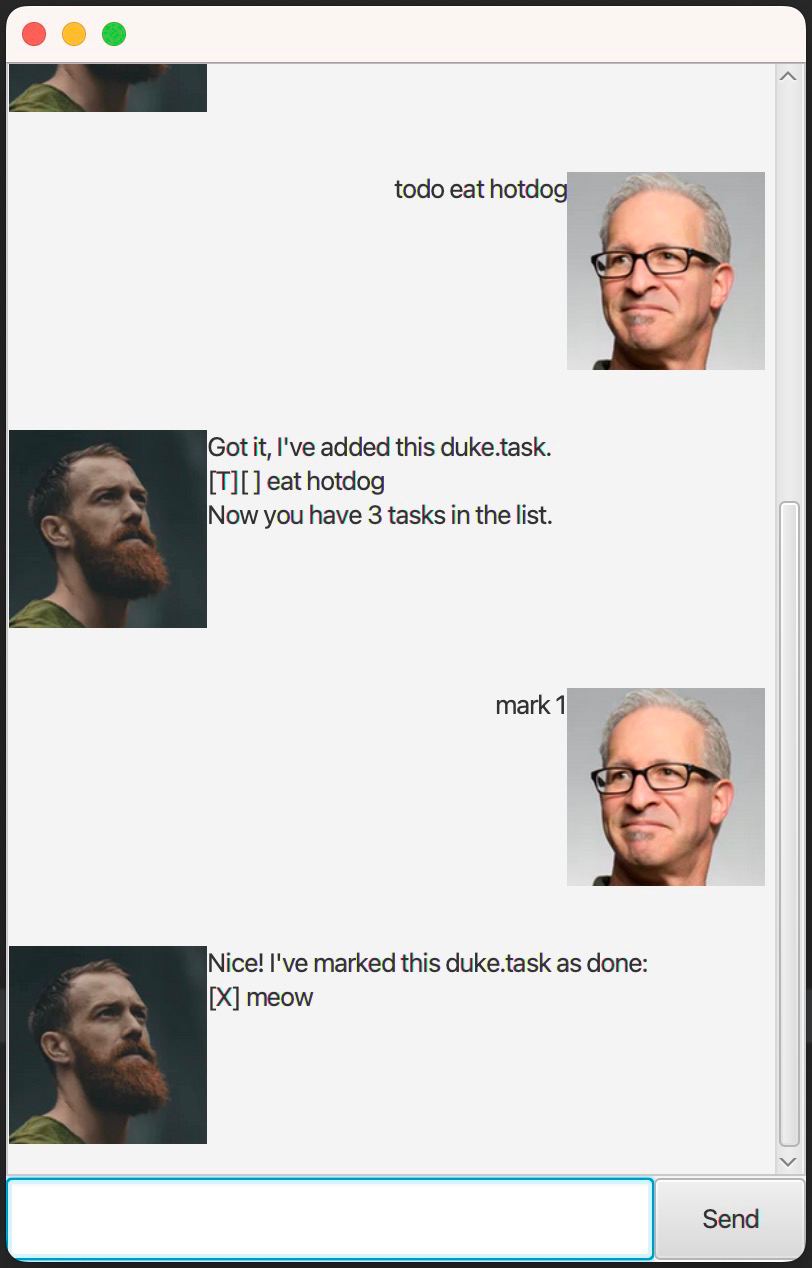 todo eat hotdog
Got it, I've added this duke.task.
[T][ ] eat hotdog
Now you have 3 tasks in the list.
mark 1
Nice! I've marked this duke.task as done:
[X] meow
Send